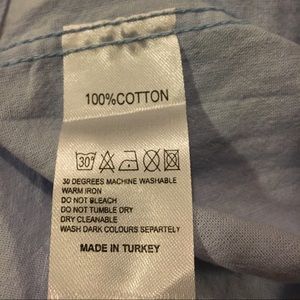 100%COTTON
30°
30 DEGREES MACHINE WASHABLE
WARM IRON
DO NOT BLEACH
DO NOT TUMBLE DRY
DRY CLEANABLE
WASH DARK COLOURS SEPARTELY
MADE IN TURKEY